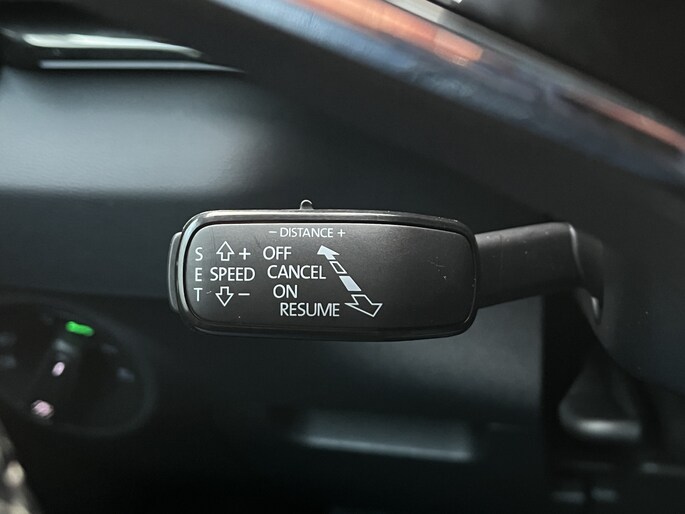 − DISTANCE +
S + OFF
E SPEED CANCEL
T − ON
RESUME